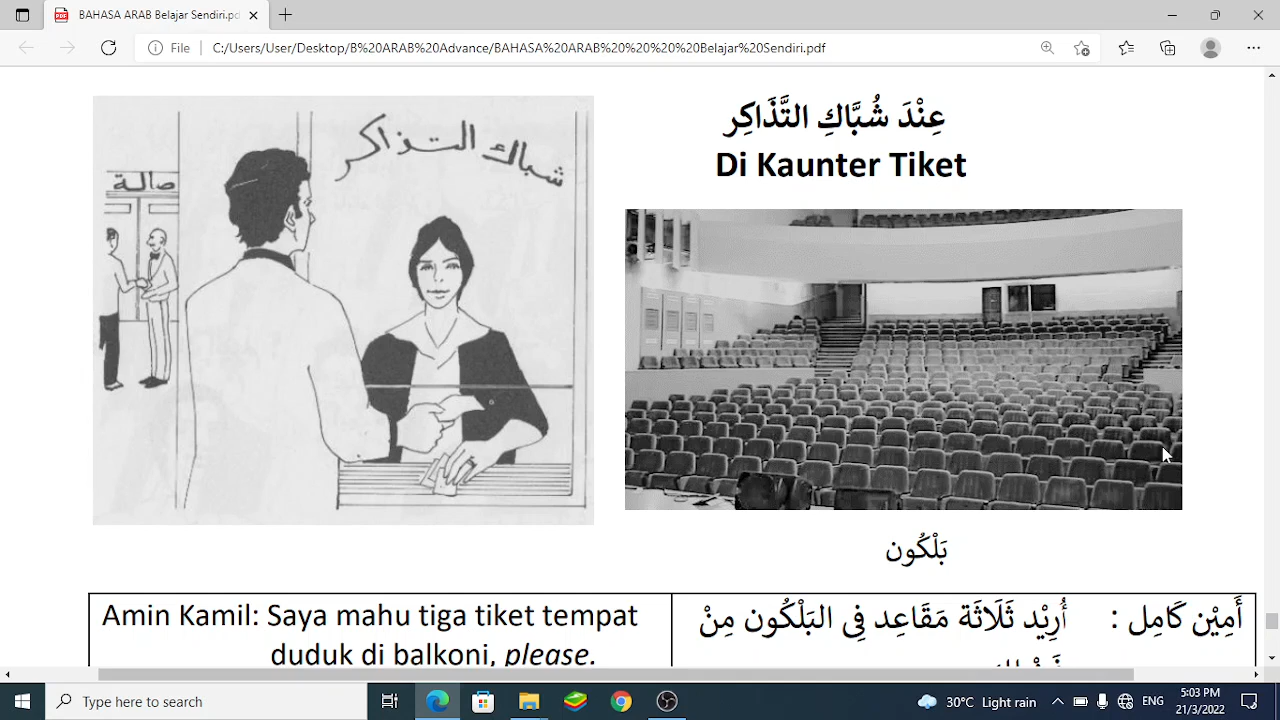 BAHASA ARAB Belajar Sendiri.pd
File
C:/Users/User/Desktop/B%20ARAB%20Advance/BAHASA%20ARAB%20%20%20%20Belajar%20Sendiri.pdf
عِنْدَ شُبَّاكِ التَّذَاكِر
Di Kaunter Tiket
شباك التذاكر
صالة
بَلْكُون
أَمِيْن كَامِل : أُرِيْد ثَلَاثَة مَقَاعِد فِى البَلْكُون مِنْ
Amin Kamil: Saya mahu tiga tiket tempat
duduk di balkoni, please.
Type here to search
30°C Light rain
ENG
5:03 PM
21/3/2022